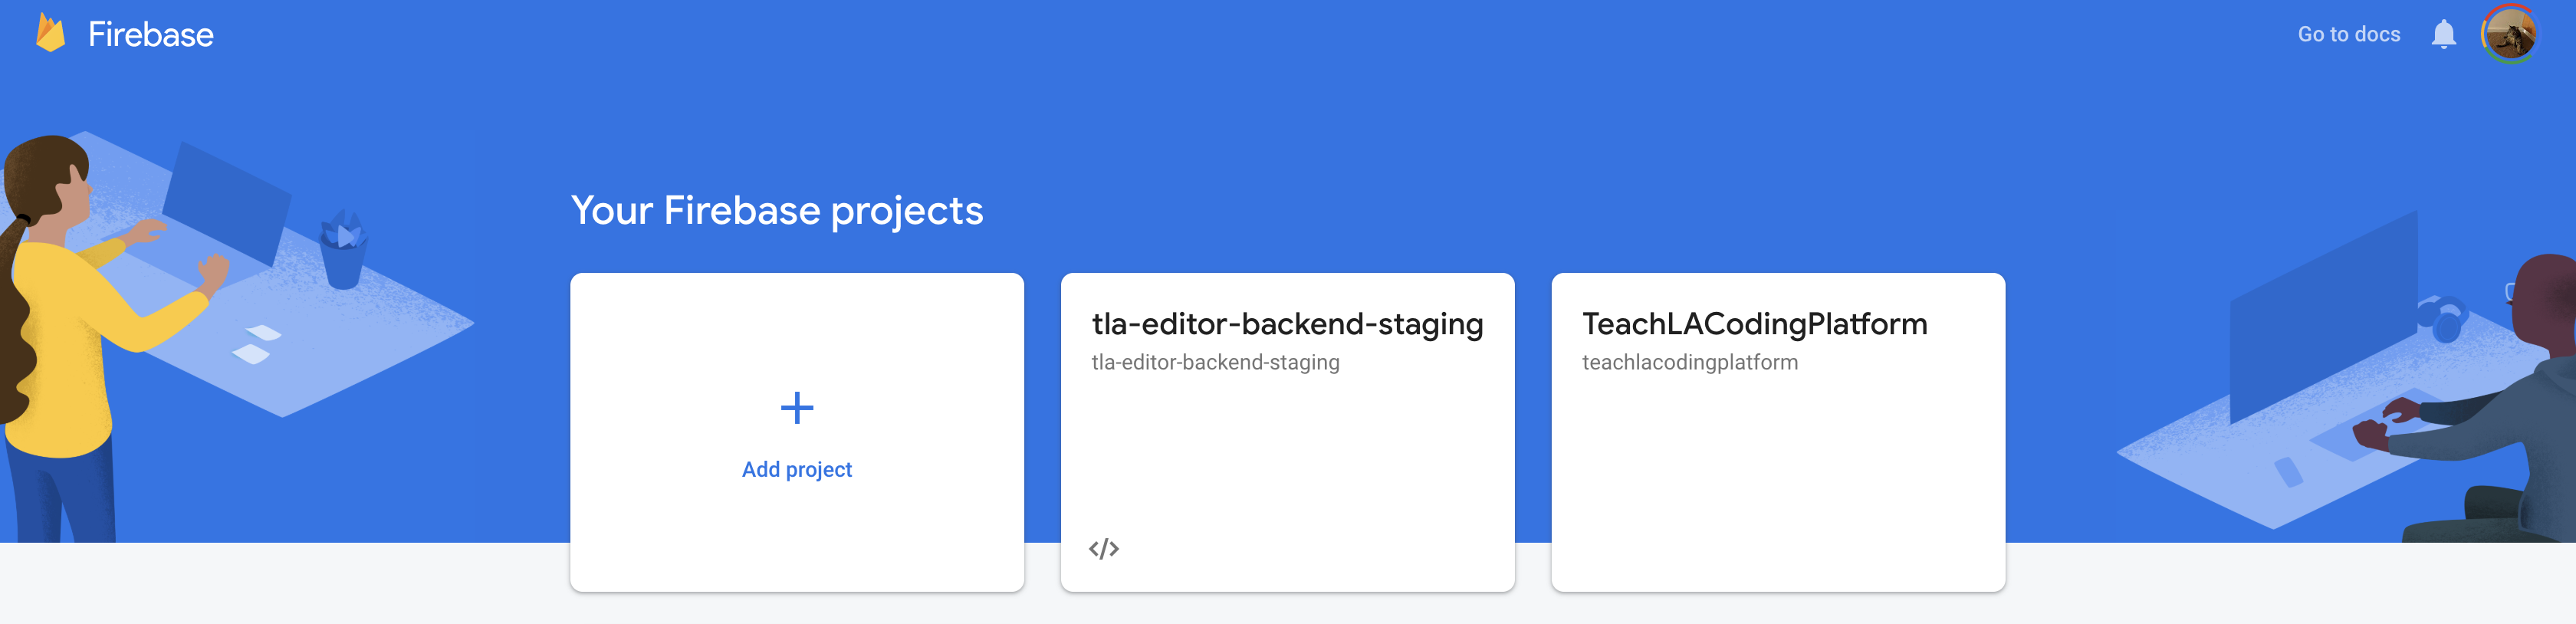 Firebase
Go to docs
Your Firebase projects
Add project
tla-editor-backend-staging
tla-editor-backend-staging
</>
TeachLACodingPlatform
teachlacodingplatform